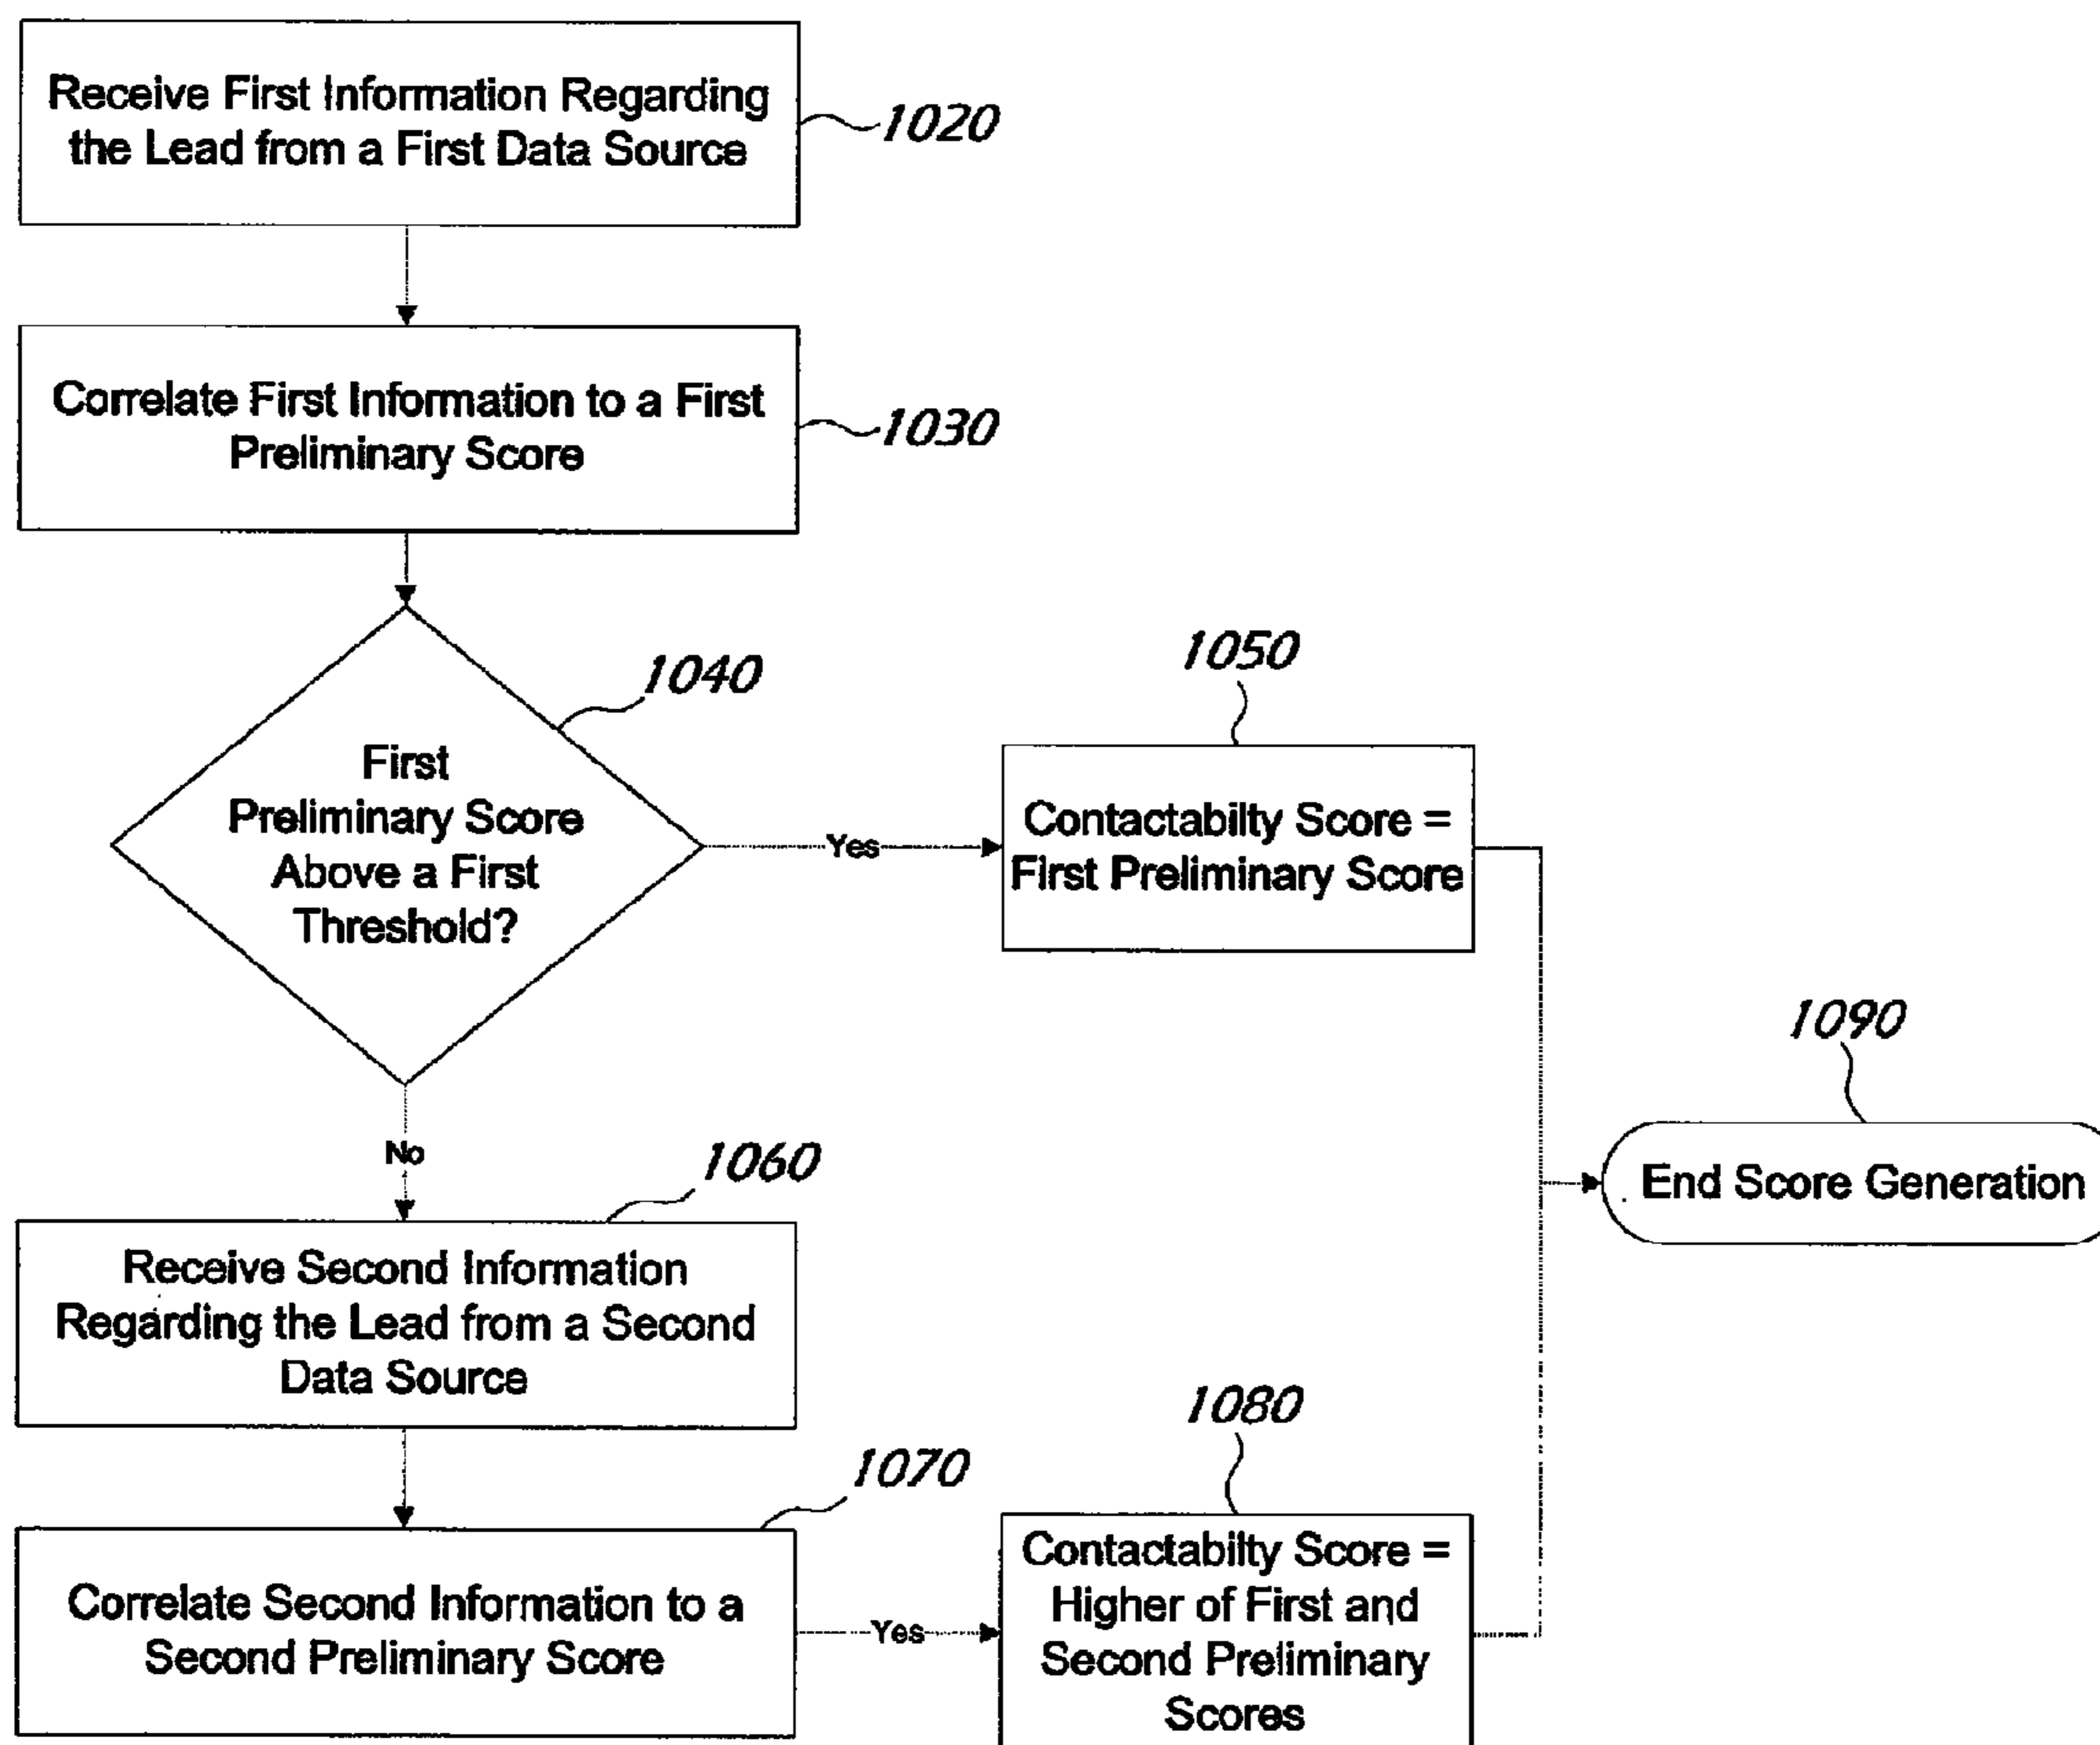 Receive First Information Regarding
the Lead from a First Data Source
1020
Correlate First Information to a First
Preliminary Score
1030
1040
First
Preliminary Score
Above a First
Threshold?
Yes
1050
Contactabilty Score =
First Preliminary Score
1090
End Score Generation
No
1060
Receive Second Information
Regarding the Lead from a Second
Data Source
1070
Correlate Second Information to a
Second Preliminary Score
Yes
1080
Contactabilty Score =
Higher of First and
Second Preliminary
Scores